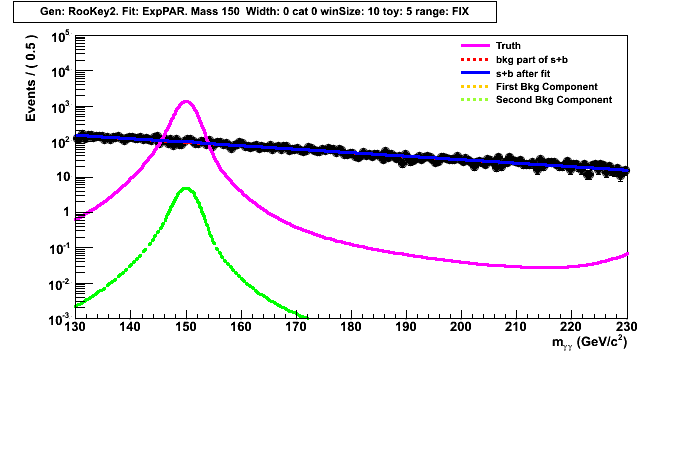 Gen: RooKey2. Fit: ExpPAR. Mass 150 Width: 0 cat 0 winSize: 10 toy: 5 range: FIX
Events / ( 0.5 )
10^5
10^4
10^3
10^2
10
1
10^-1
10^-2
10^-3
Truth
bkg part of s+b
s+b after fit
First Bkg Component
Second Bkg Component
130 140 150 160 170 180 190 200 210 220 230
m_γγ (GeV/c^2)